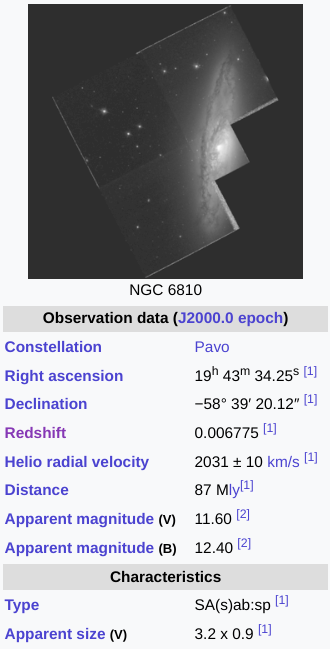 NGC 6810
Observation data (J2000.0 epoch)
Constellation Pavo
Right ascension 19h 43m 34.25s [1]
Declination −58° 39′ 20.12″ [1]
Redshift 0.006775 [1]
Helio radial velocity 2031 ± 10 km/s [1]
Distance 87 Mly[1]
Apparent magnitude (V) 11.60 [2]
Apparent magnitude (B) 12.40 [2]
Characteristics
Type SA(s)ab:sp [1]
Apparent size (V) 3.2 x 0.9 [1]